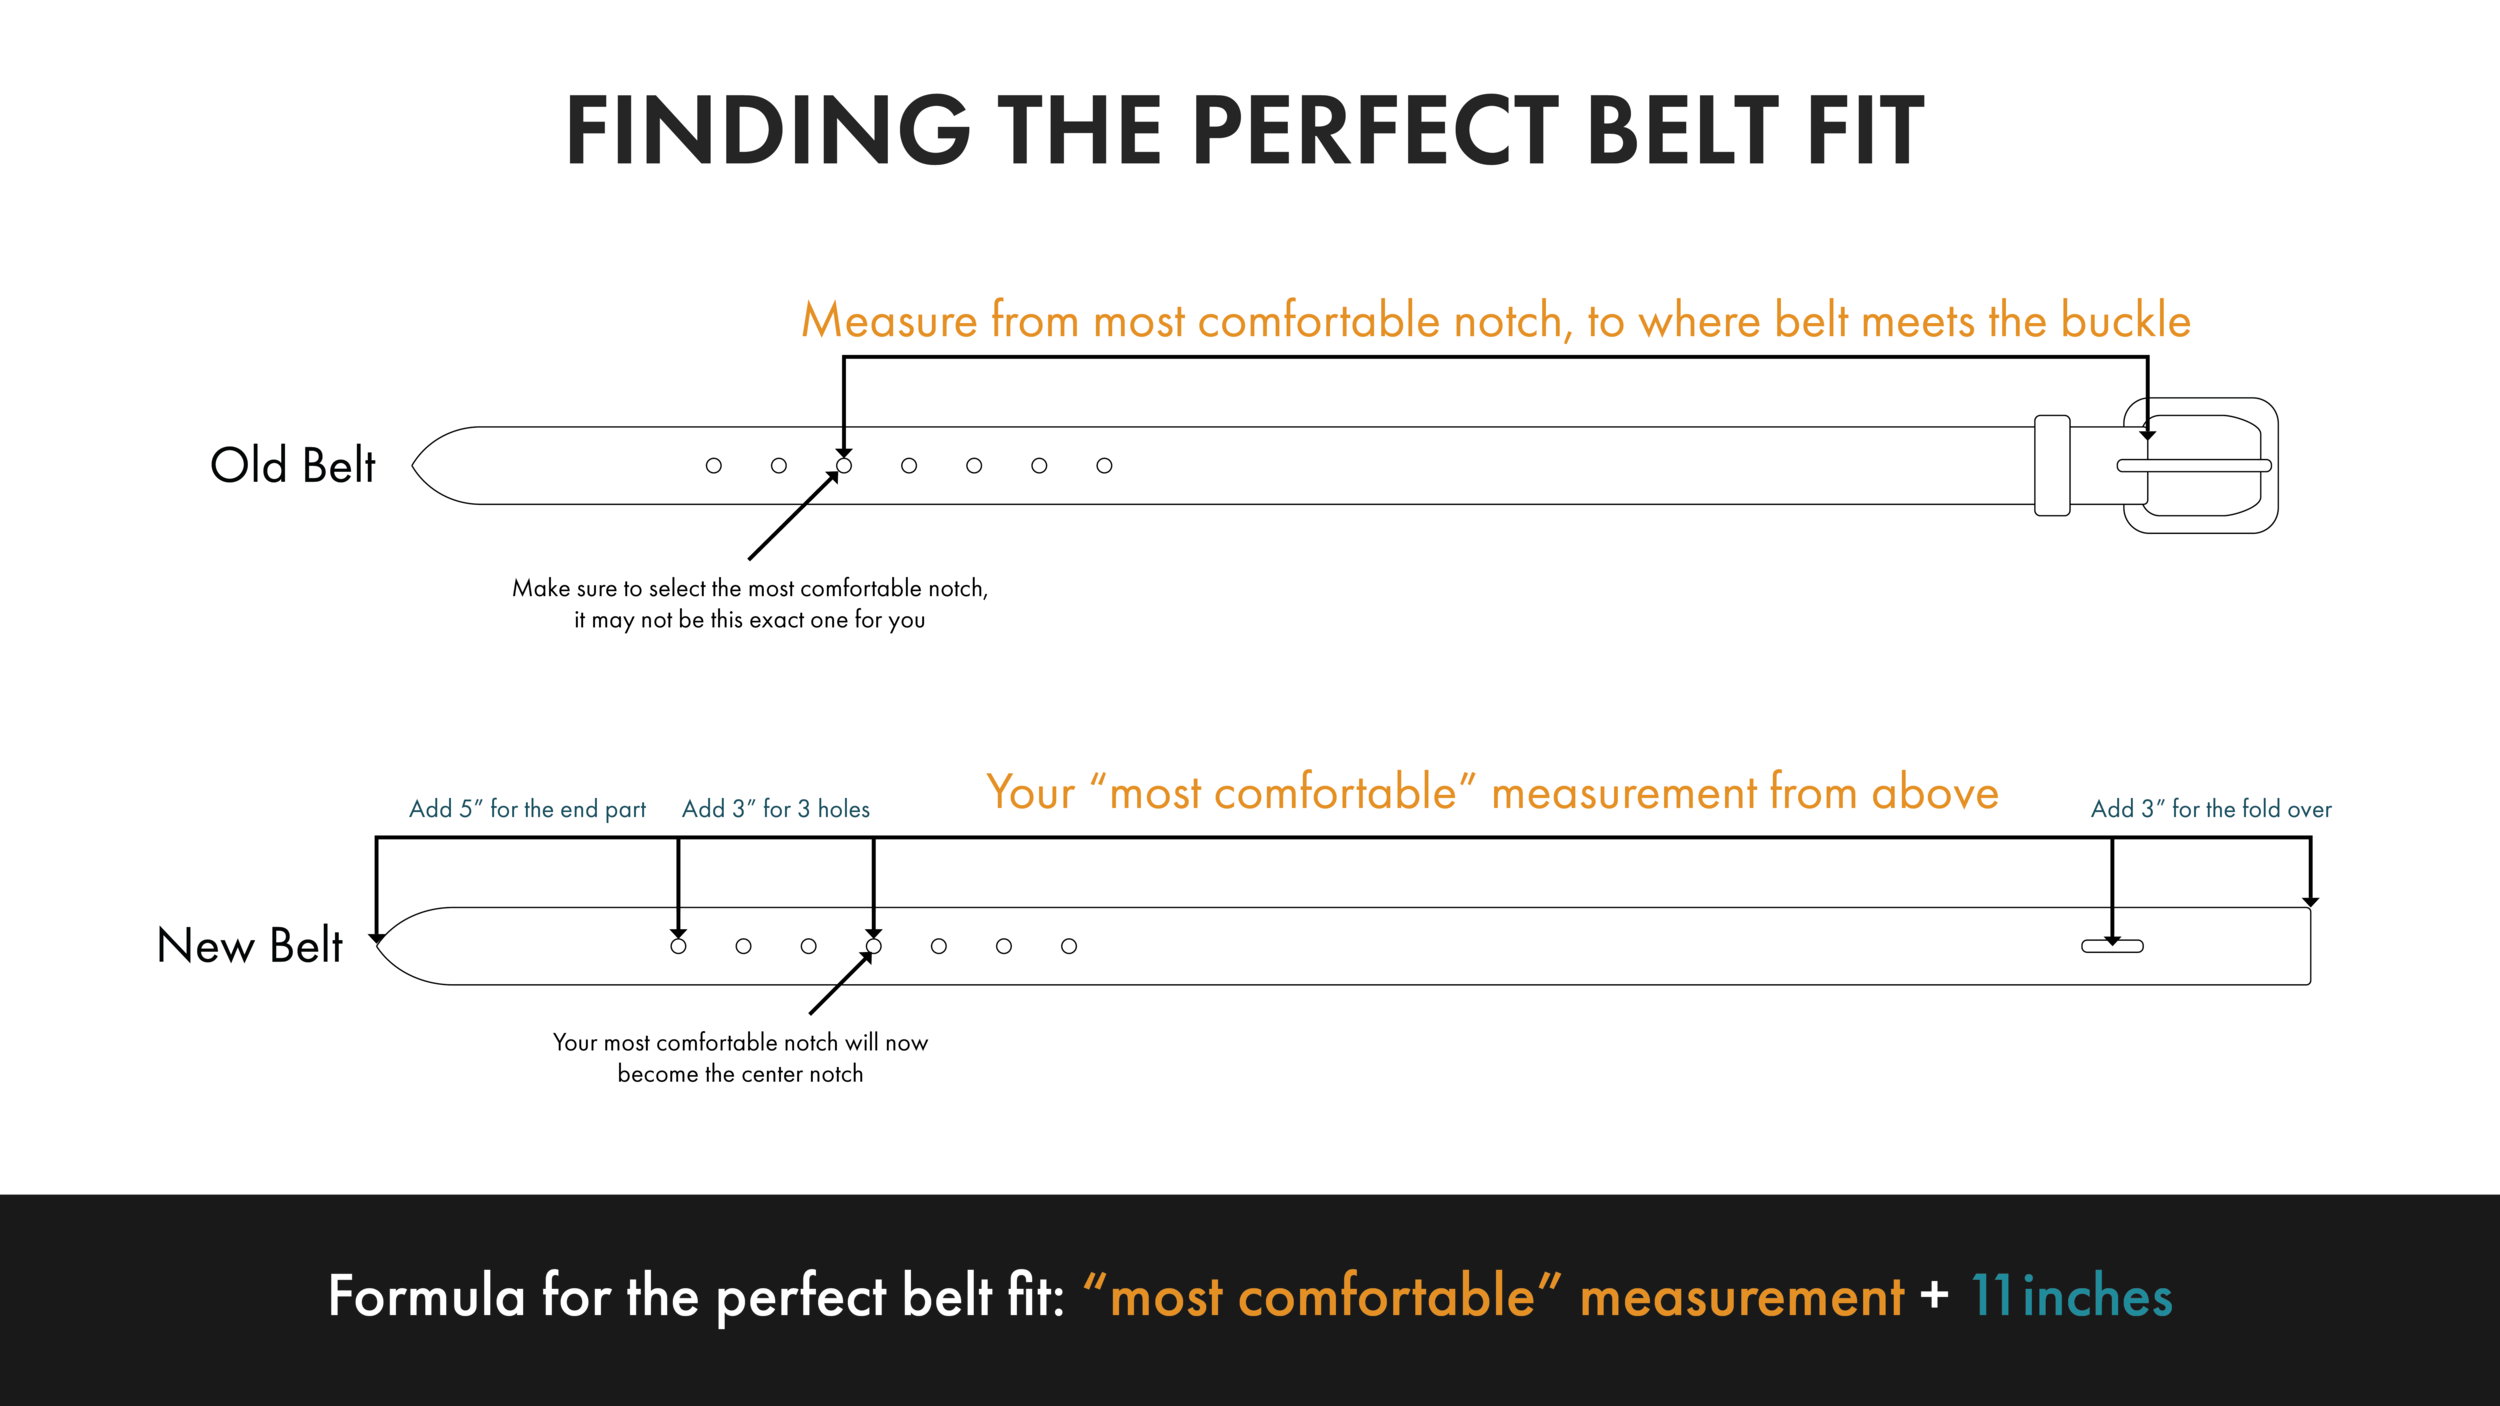 FINDING THE PERFECT BELT FIT
Measure from most comfortable notch, to where belt meets the buckle
Old Belt
Make sure to select the most comfortable notch,
it may not be this exact one for you
Your “most comfortable” measurement from above
Add 5” for the end part
Add 3” for 3 holes
Add 3” for the fold over
New Belt
Your most comfortable notch will now
become the center notch
Formula for the perfect belt fit: “most comfortable” measurement + 11 inches